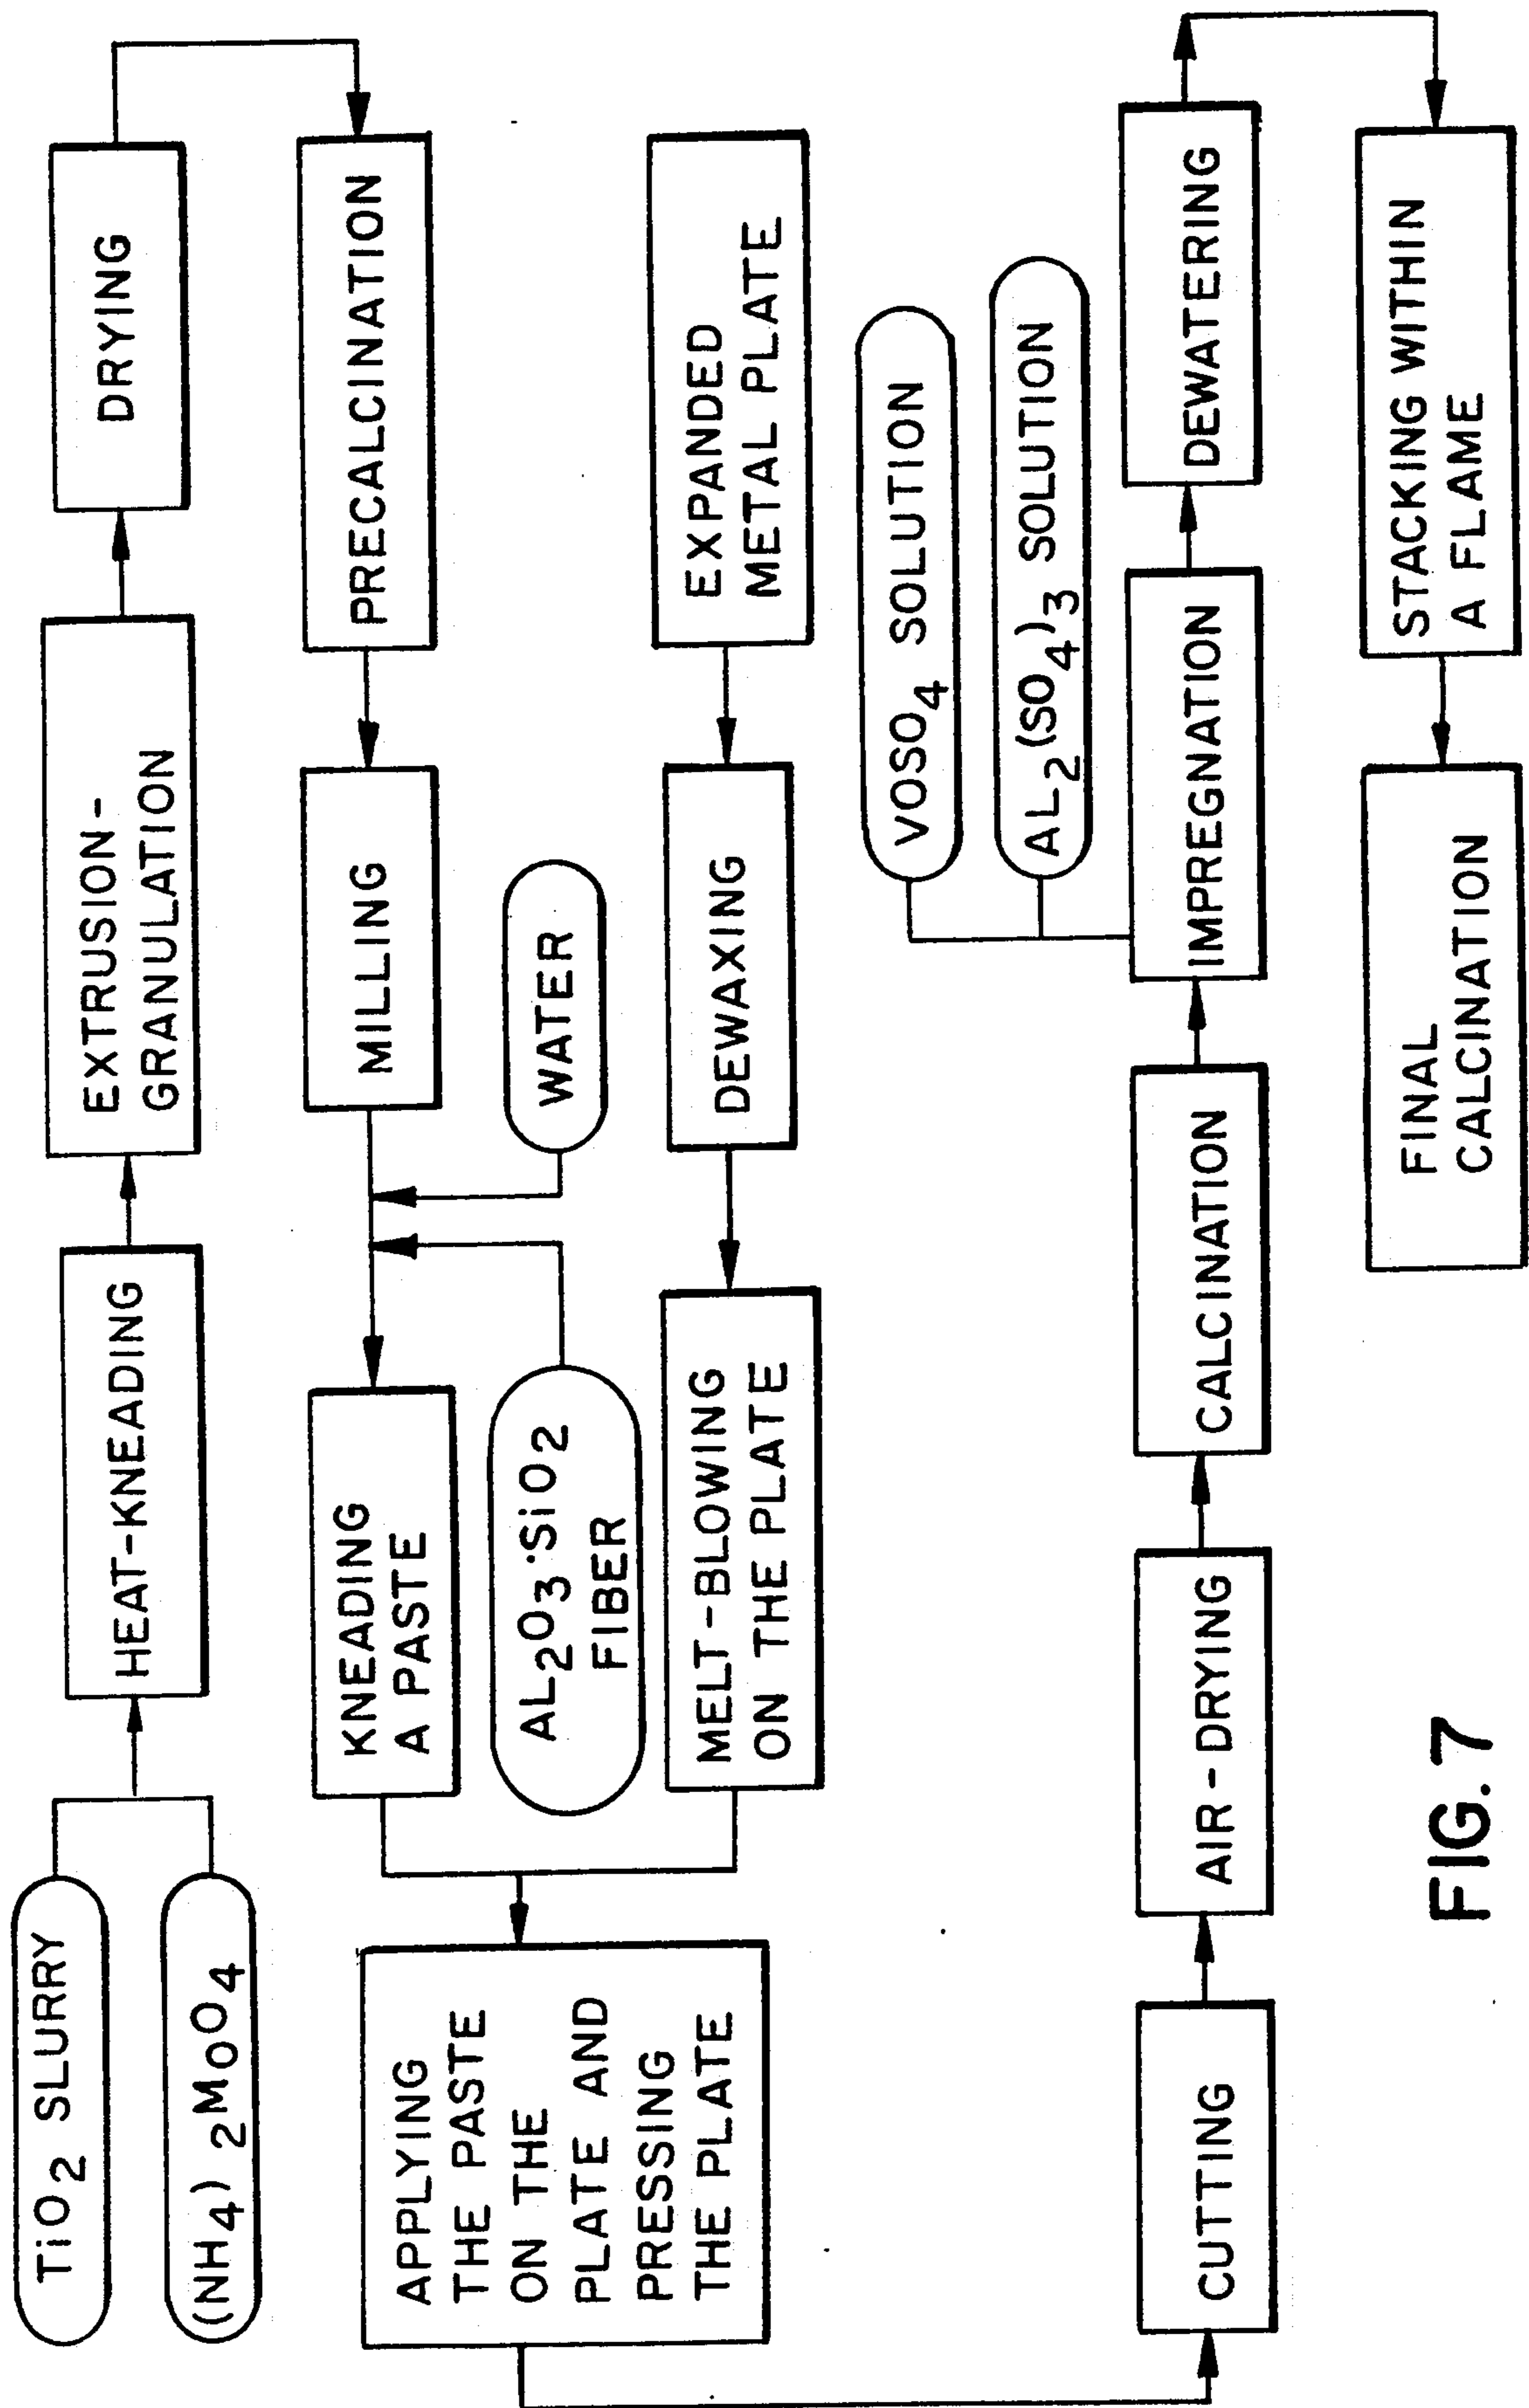 TiO2 SLURRY
(NH4)2MoO4
HEAT-KNEADING
EXTRUSION-
GRANULATION
DRYING
PRECALCINATION
MILLING
WATER
AL2O3·SiO2
FIBER
KNEADING
A PASTE
EXPANDED
METAL PLATE
DEWAXING
MELT-BLOWING
ON THE PLATE
APPLYING
THE PASTE
ON THE
PLATE AND
PRESSING
THE PLATE
CUTTING
AIR-DRYING
CALCINATION
VOSO4 SOLUTION
AL2(SO4)3 SOLUTION
IMPREGNATION
DEWATERING
STACKING WITHIN
A FLAME
FINAL
CALCINATION
FIG. 7